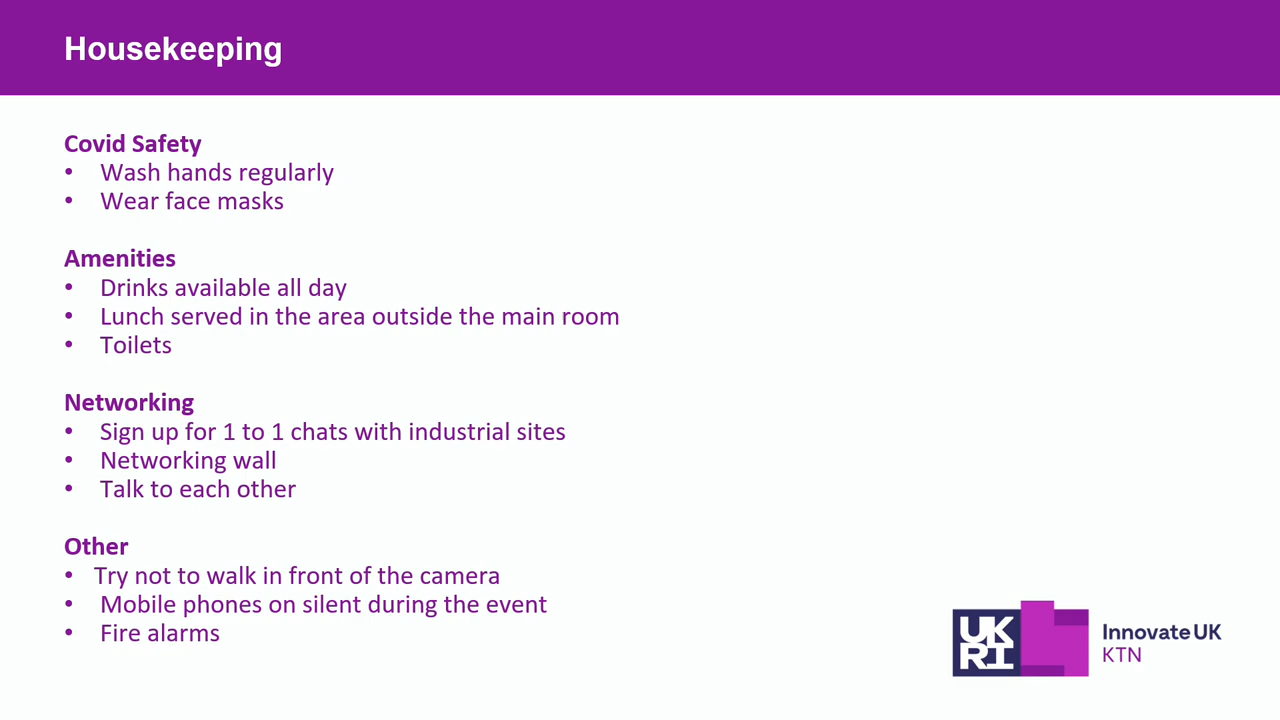 Housekeeping
Covid Safety
• Wash hands regularly
• Wear face masks
Amenities
• Drinks available all day
• Lunch served in the area outside the main room
• Toilets
Networking
• Sign up for 1 to 1 chats with industrial sites
• Networking wall
• Talk to each other
Other
• Try not to walk in front of the camera
• Mobile phones on silent during the event
• Fire alarms
UK
RI
Innovate UK
KTN